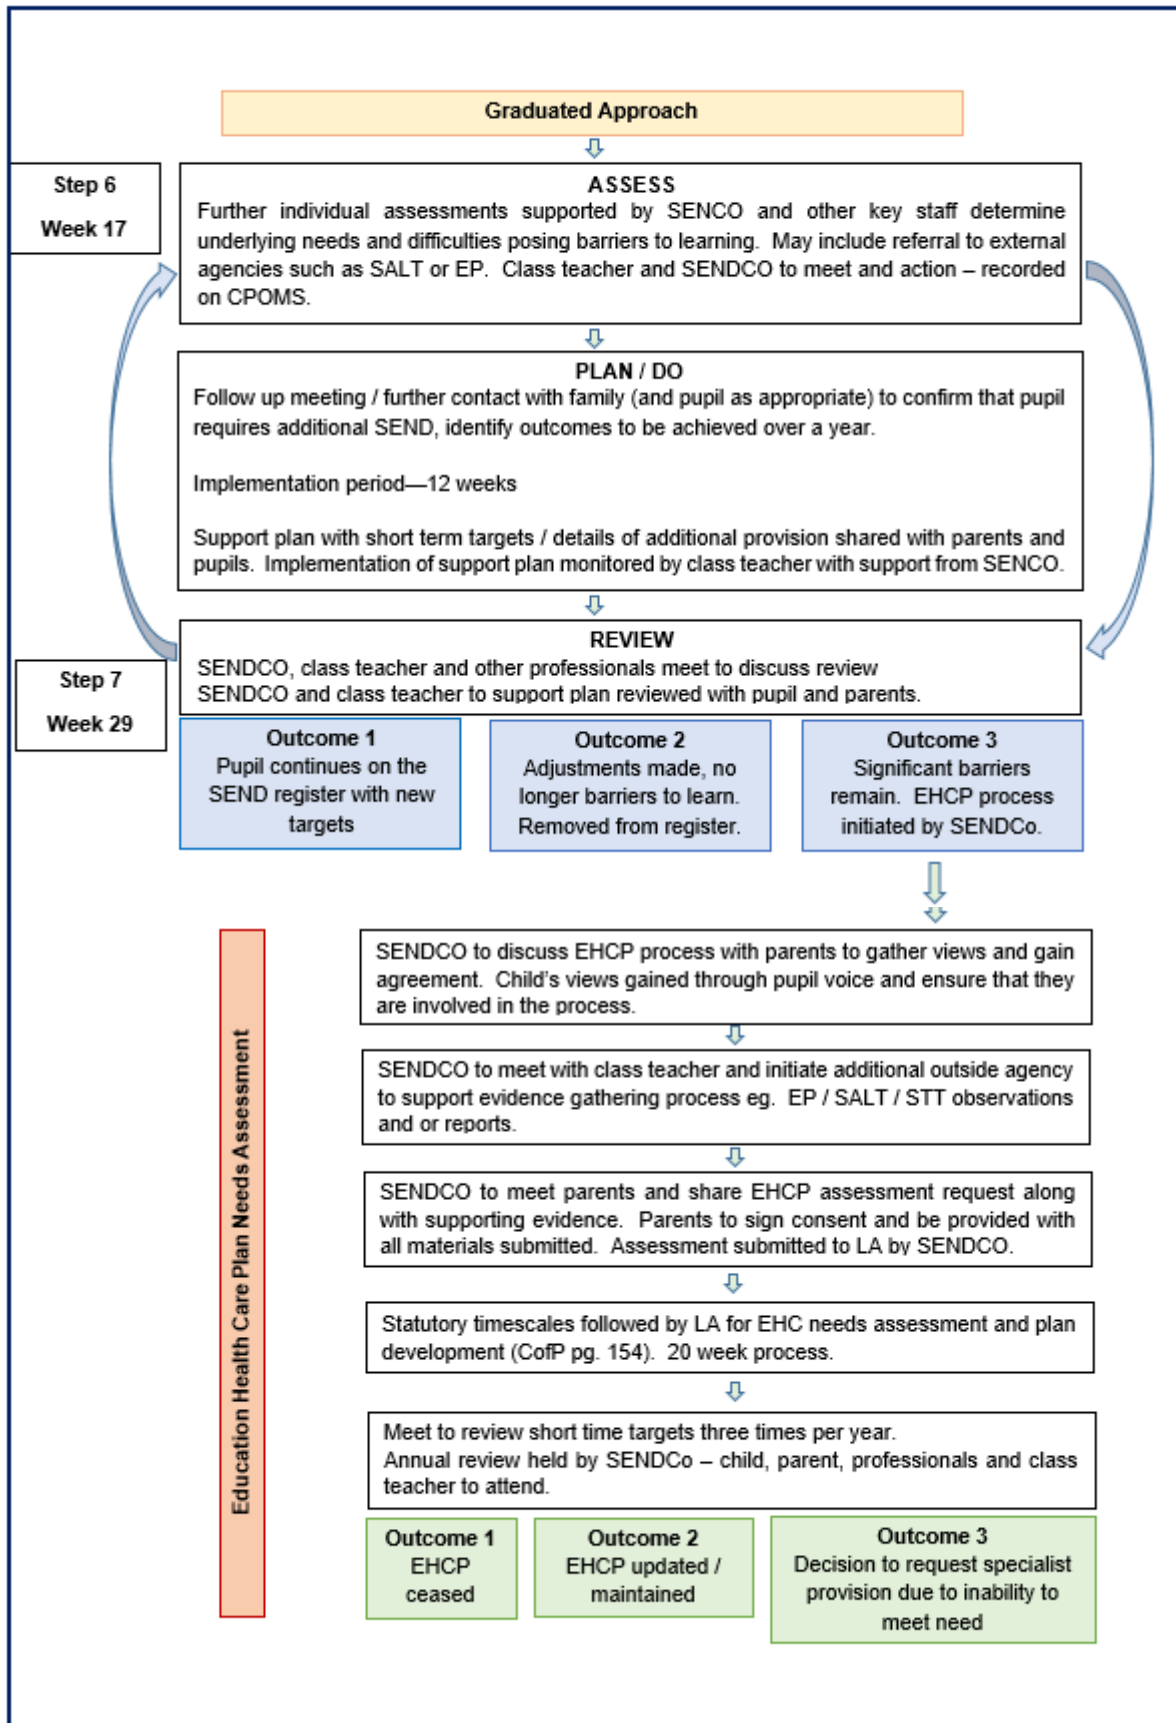 Graduated Approach
Step 6
Week 17
ASSESS
Further individual assessments supported by SENCO and other key staff determine
underlying needs and difficulties posing barriers to learning. May include referral to external
agencies such as SALT or EP. Class teacher and SENDCO to meet and action – recorded
on CPOMS.
PLAN / DO
Follow up meeting / further contact with family (and pupil as appropriate) to confirm that pupil
requires additional SEND, identify outcomes to be achieved over a year.
Implementation period—12 weeks
Support plan with short term targets / details of additional provision shared with parents and
pupils. Implementation of support plan monitored by class teacher with support from SENCO.
Step 7
Week 29
REVIEW
SENDCO, class teacher and other professionals meet to discuss review
SENDCO and class teacher to support plan reviewed with pupil and parents.
Outcome 1
Pupil continues on the
SEND register with new
targets
Outcome 2
Adjustments made, no
longer barriers to learn.
Removed from register.
Outcome 3
Significant barriers
remain. EHCP process
initiated by SENDCo.
Education Health Care Plan Needs Assessment
SENDCO to discuss EHCP process with parents to gather views and gain
agreement. Child's views gained through pupil voice and ensure that they
are involved in the process.
SENDCO to meet with class teacher and initiate additional outside agency
to support evidence gathering process eg. EP / SALT / STT observations
and or reports.
SENDCO to meet parents and share EHCP assessment request along
with supporting evidence. Parents to sign consent and be provided with
all materials submitted. Assessment submitted to LA by SENDCO.
Statutory timescales followed by LA for EHC needs assessment and plan
development (CofP pg. 154). 20 week process.
Meet to review short time targets three times per year.
Annual review held by SENDCo – child, parent, professionals and class
teacher to attend.
Outcome 1
EHCP
ceased
Outcome 2
EHCP updated /
maintained
Outcome 3
Decision to request specialist
provision due to inability to
meet need